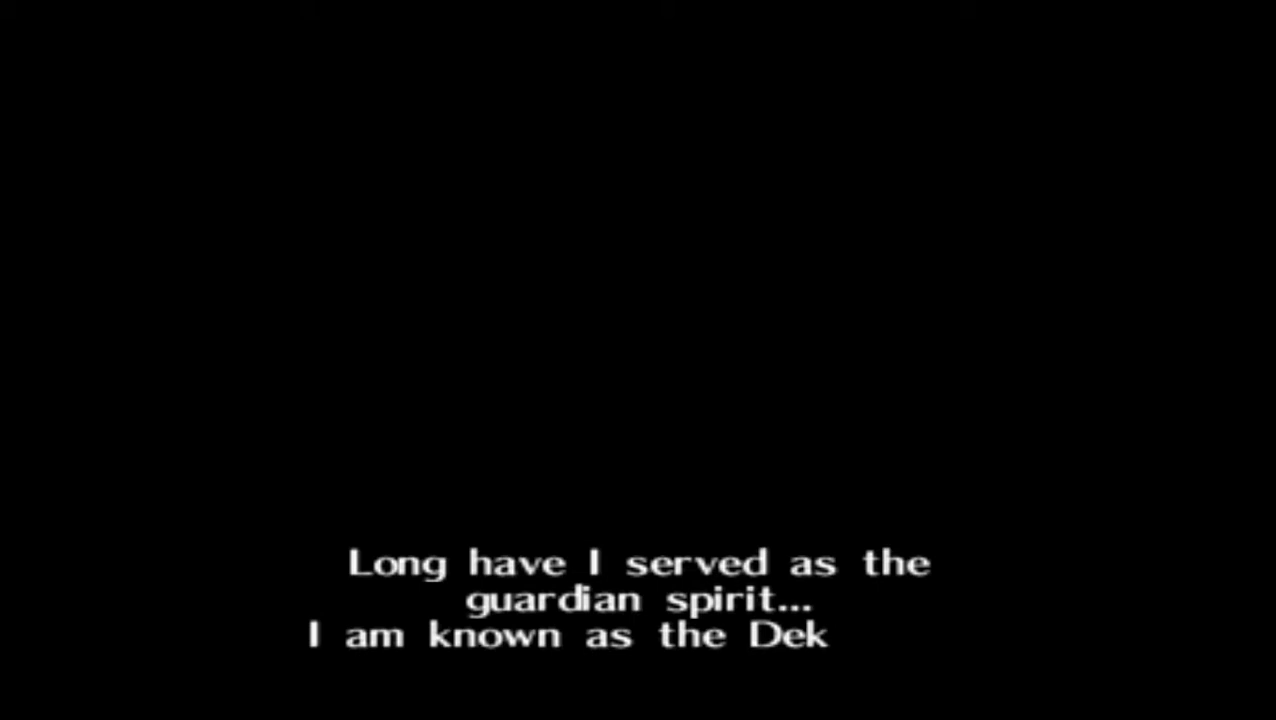 Long have I served as the
guardian spirit...
I am known as the Dek